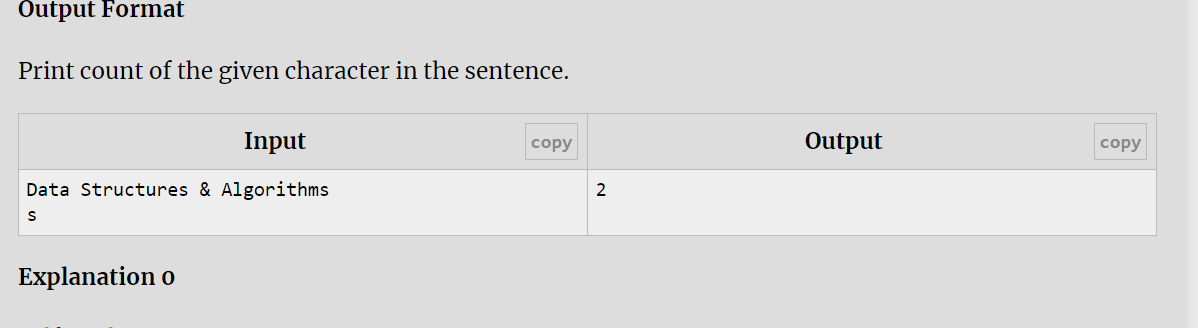 Output Format
Print count of the given character in the sentence.
Input
copy
Output
copy
Data Structures & Algorithms
s
2
Explanation 0